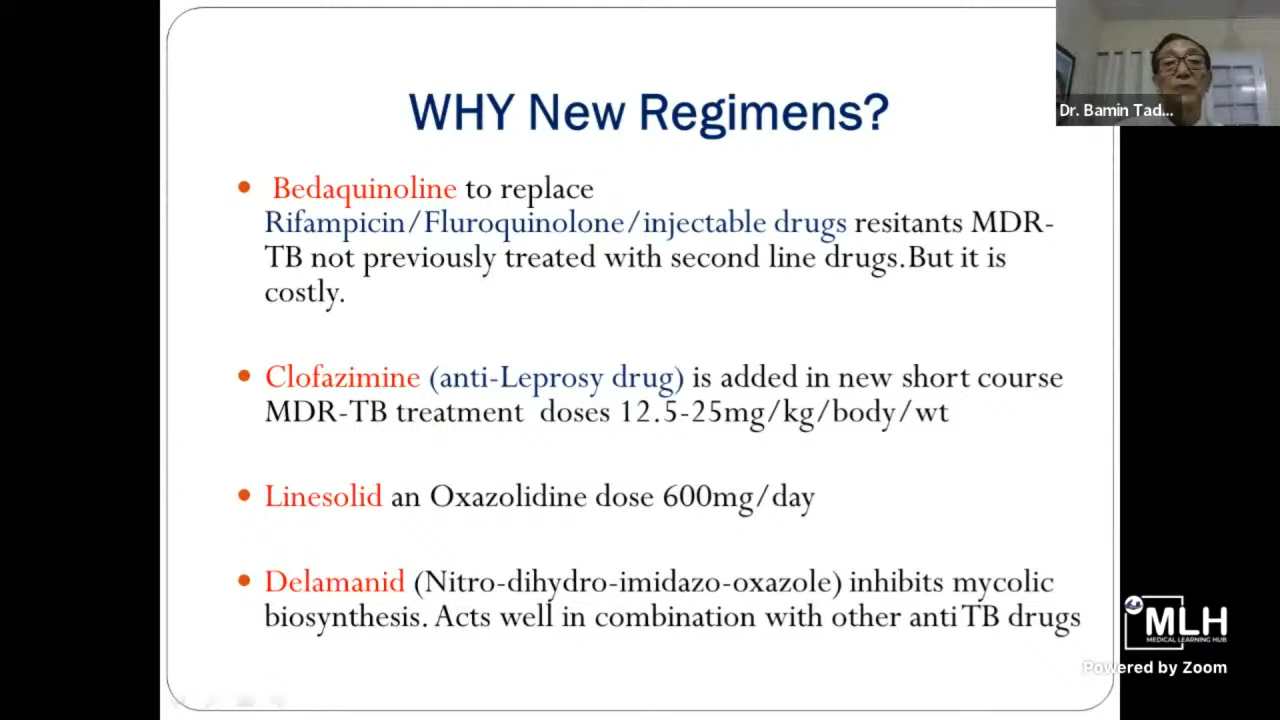 WHY New Regimens?
Dr. Bamin Tad...
Bedaquinoline to replace
Rifampicin/Fluroquinolone/injectable drugs resitants MDR-
TB not previously treated with second line drugs.But it is
costly.
Clofazimine (anti-Leprosy drug) is added in new short course
MDR-TB treatment doses 12.5-25mg/kg/body/wt
Linesolid an Oxazolidine dose 600mg/day
Delamanid (Nitro-dihydro-imidazo-oxazole) inhibits mycolic
biosynthesis. Acts well in combination with other anti TB drugs
MLH
MEDICAL LEARNING HUB
Powered by Zoom